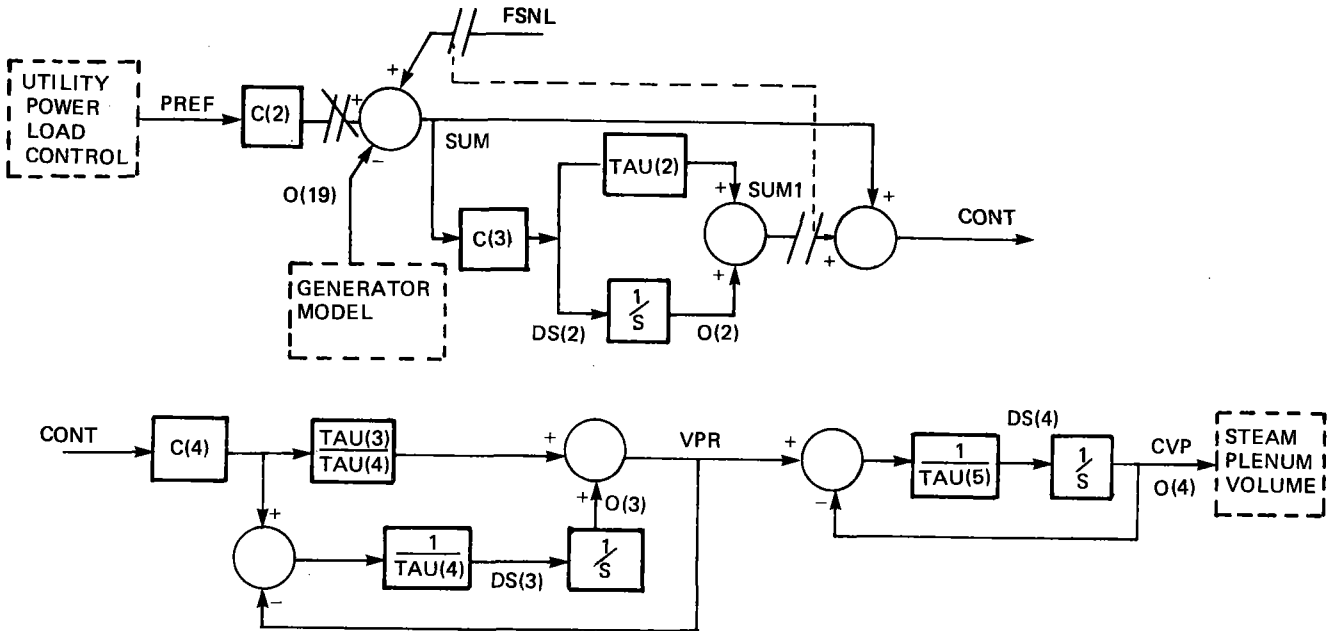 FSNL
UTILITY
POWER
LOAD
CONTROL
PREF
C(2)
+
+
−
SUM
O(19)
GENERATOR
MODEL
C(3)
TAU(2)
DS(2)
1
S
O(2)
+
+
SUM1
+
+
CONT
CONT
C(4)
TAU(3)
TAU(4)
+
+
O(3)
VPR
+
−
1
TAU(4)
DS(3)
1
S
+
−
1
TAU(5)
DS(4)
1
S
CVP
O(4)
STEAM
PLENUM
VOLUME